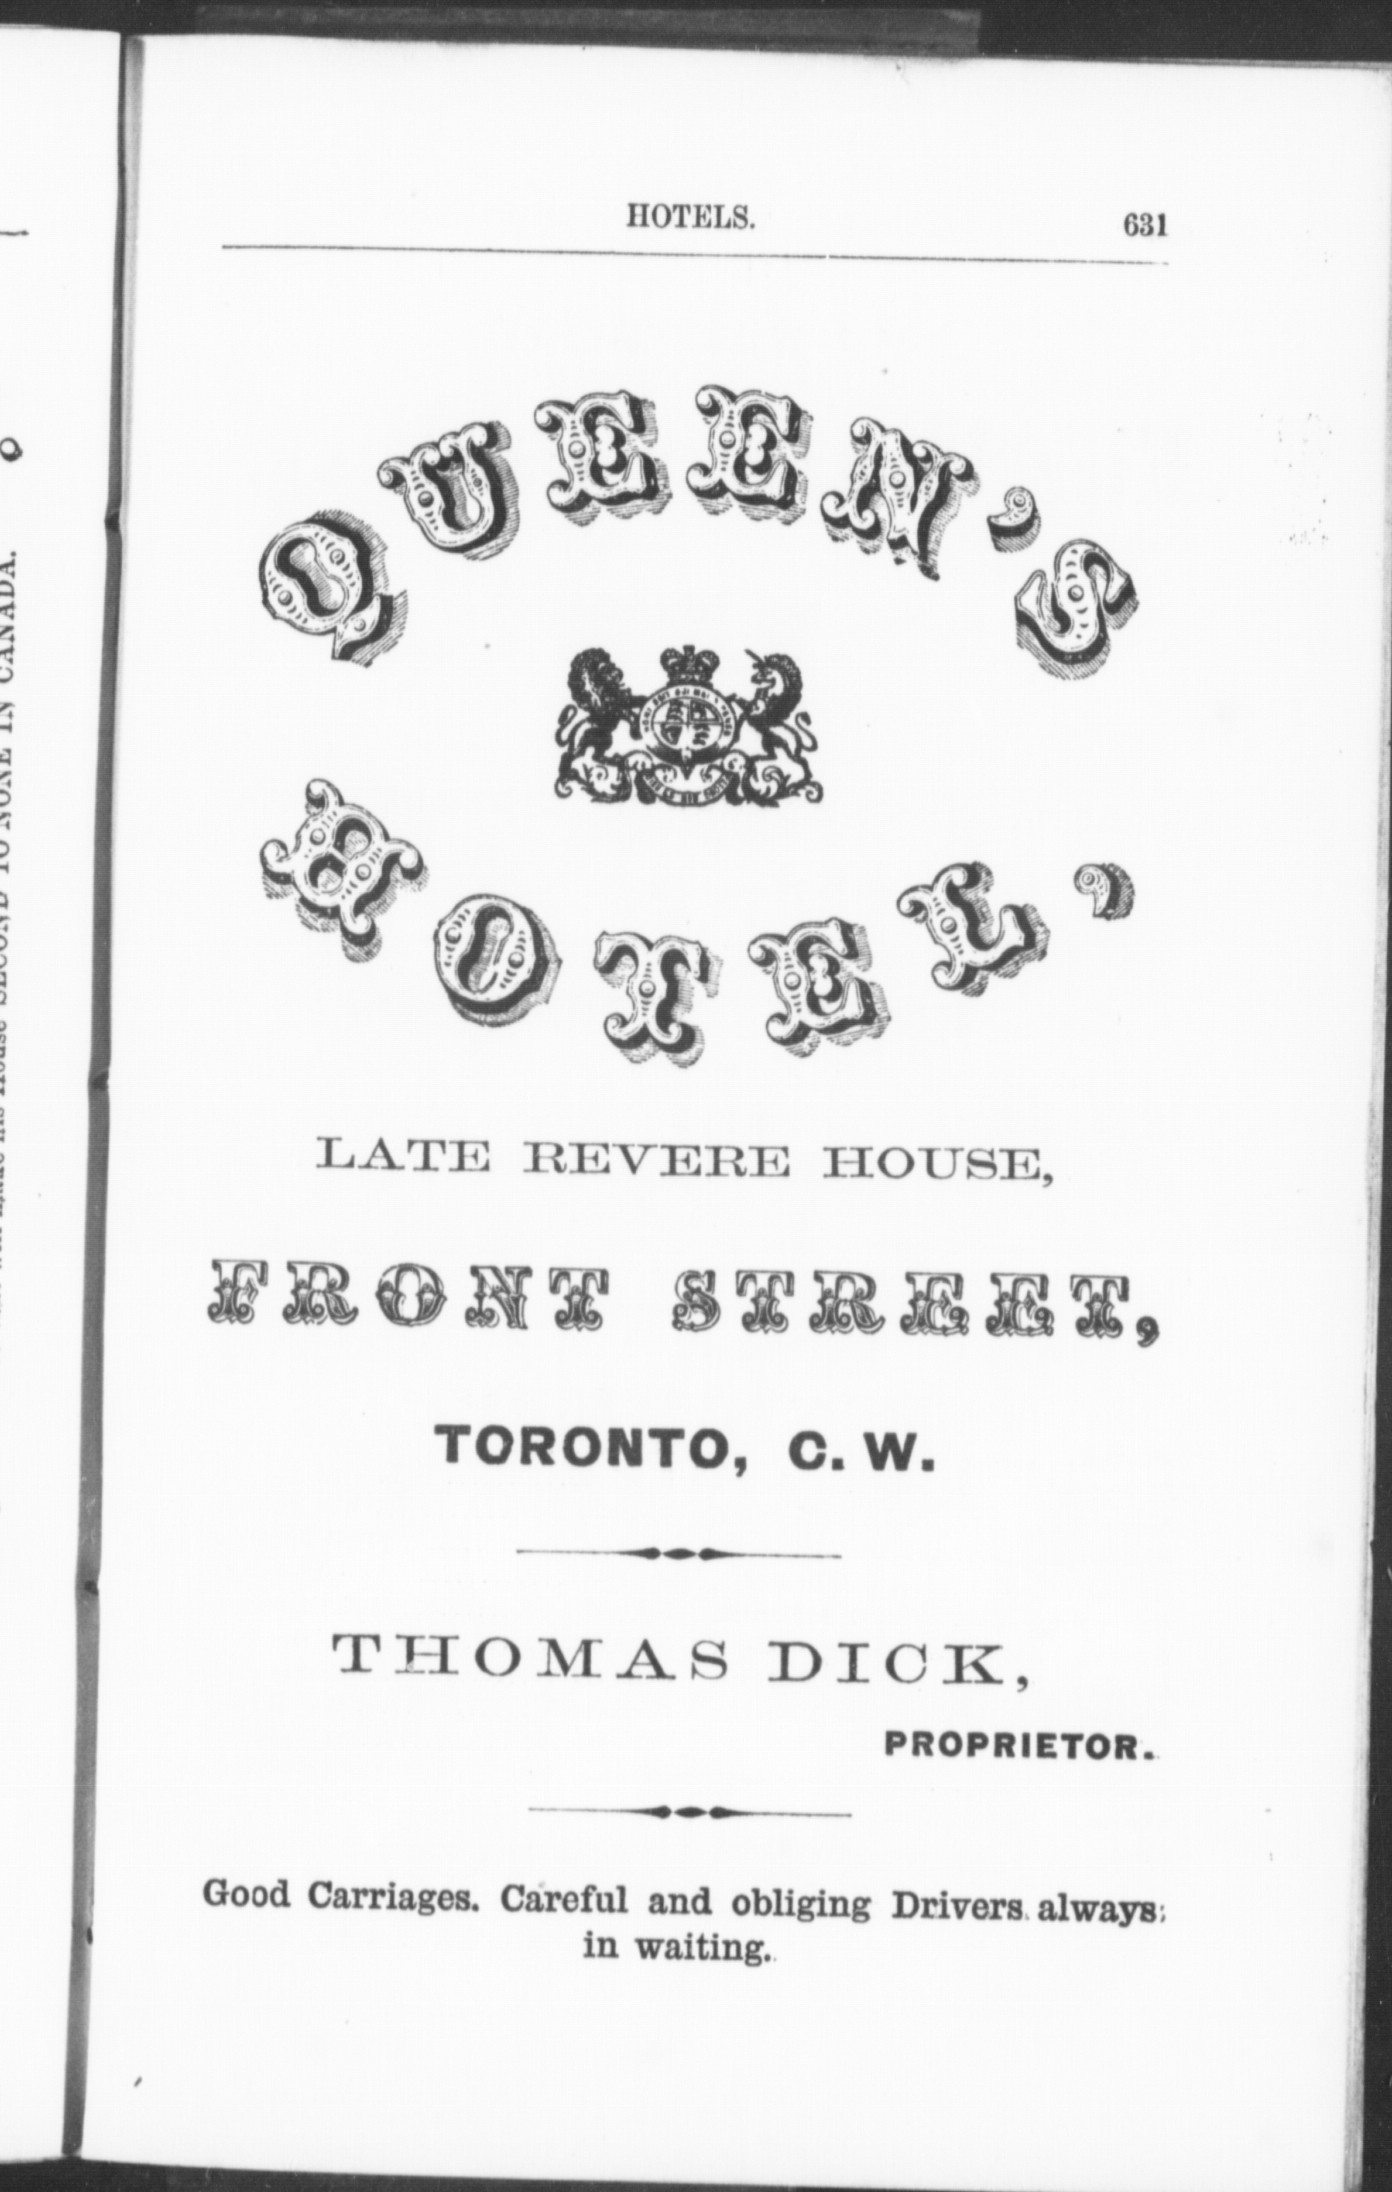 HOTELS. 631
QUEEN'S
HOTEL,
LATE REVERE HOUSE,
FRONT STREET,
TORONTO, C. W.
THOMAS DICK,
PROPRIETOR.
Good Carriages. Careful and obliging Drivers always
in waiting.
SECOND TO NONE IN CANADA.